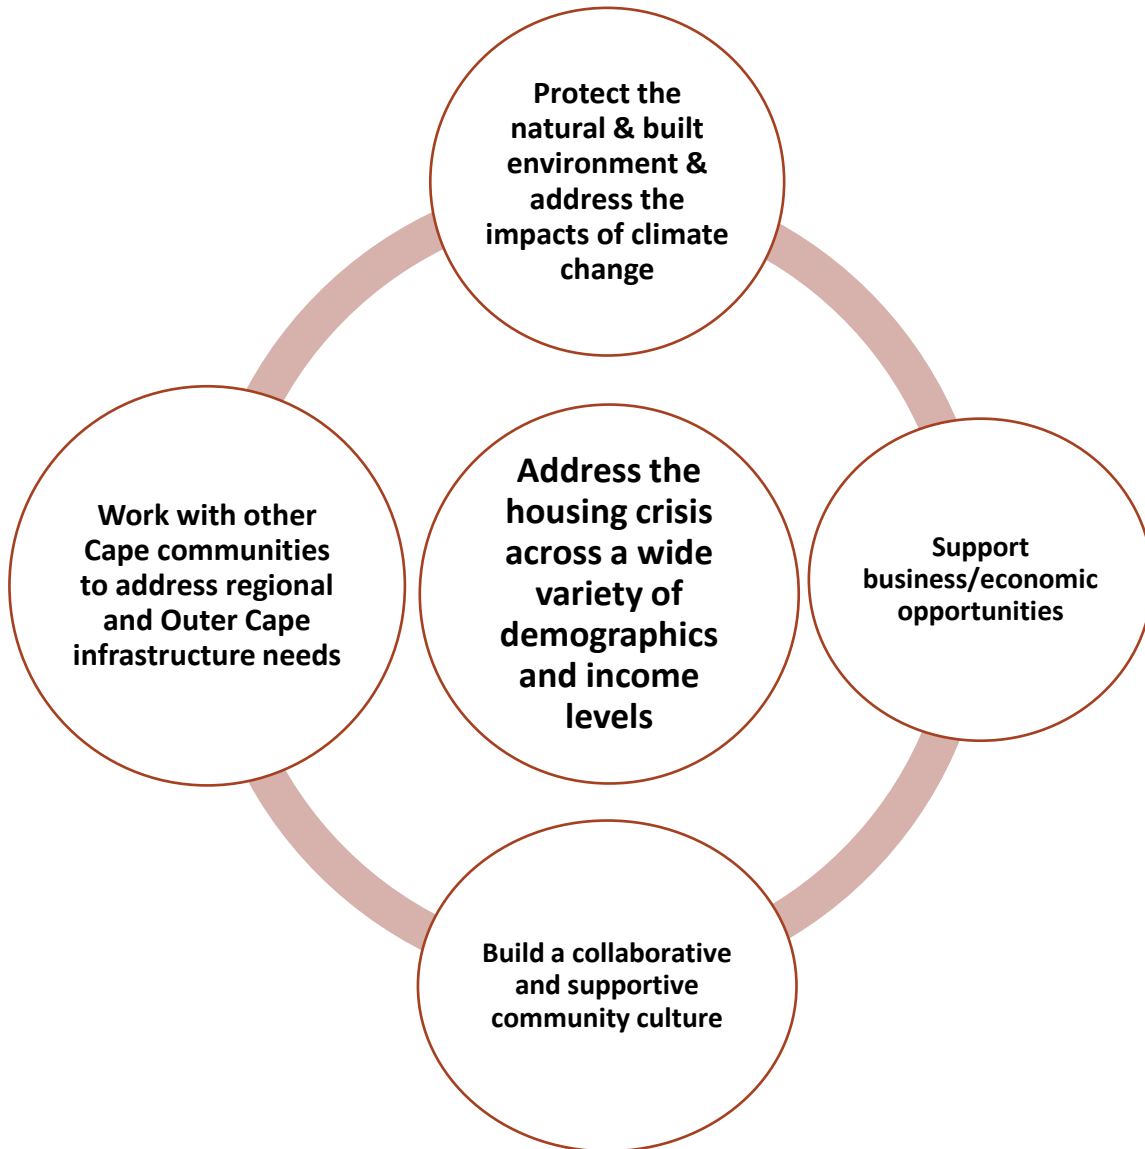 Protect the
natural & built
environment &
address the
impacts of climate
change
Work with other
Cape communities
to address regional
and Outer Cape
infrastructure needs
Address the
housing crisis
across a wide
variety of
demographics
and income
levels
Support
business/economic
opportunities
Build a collaborative
and supportive
community culture